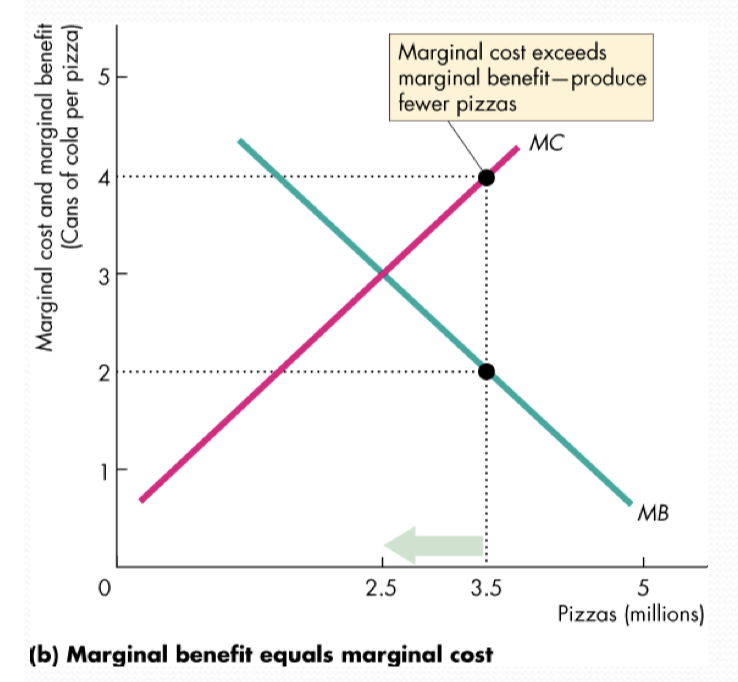 Marginal cost and marginal benefit
(Cans of cola per pizza)
Marginal cost exceeds
marginal benefit—produce
fewer pizzas
5
MC
4
3
2
1
MB
0
2.5
3.5
5
Pizzas (millions)
(b) Marginal benefit equals marginal cost